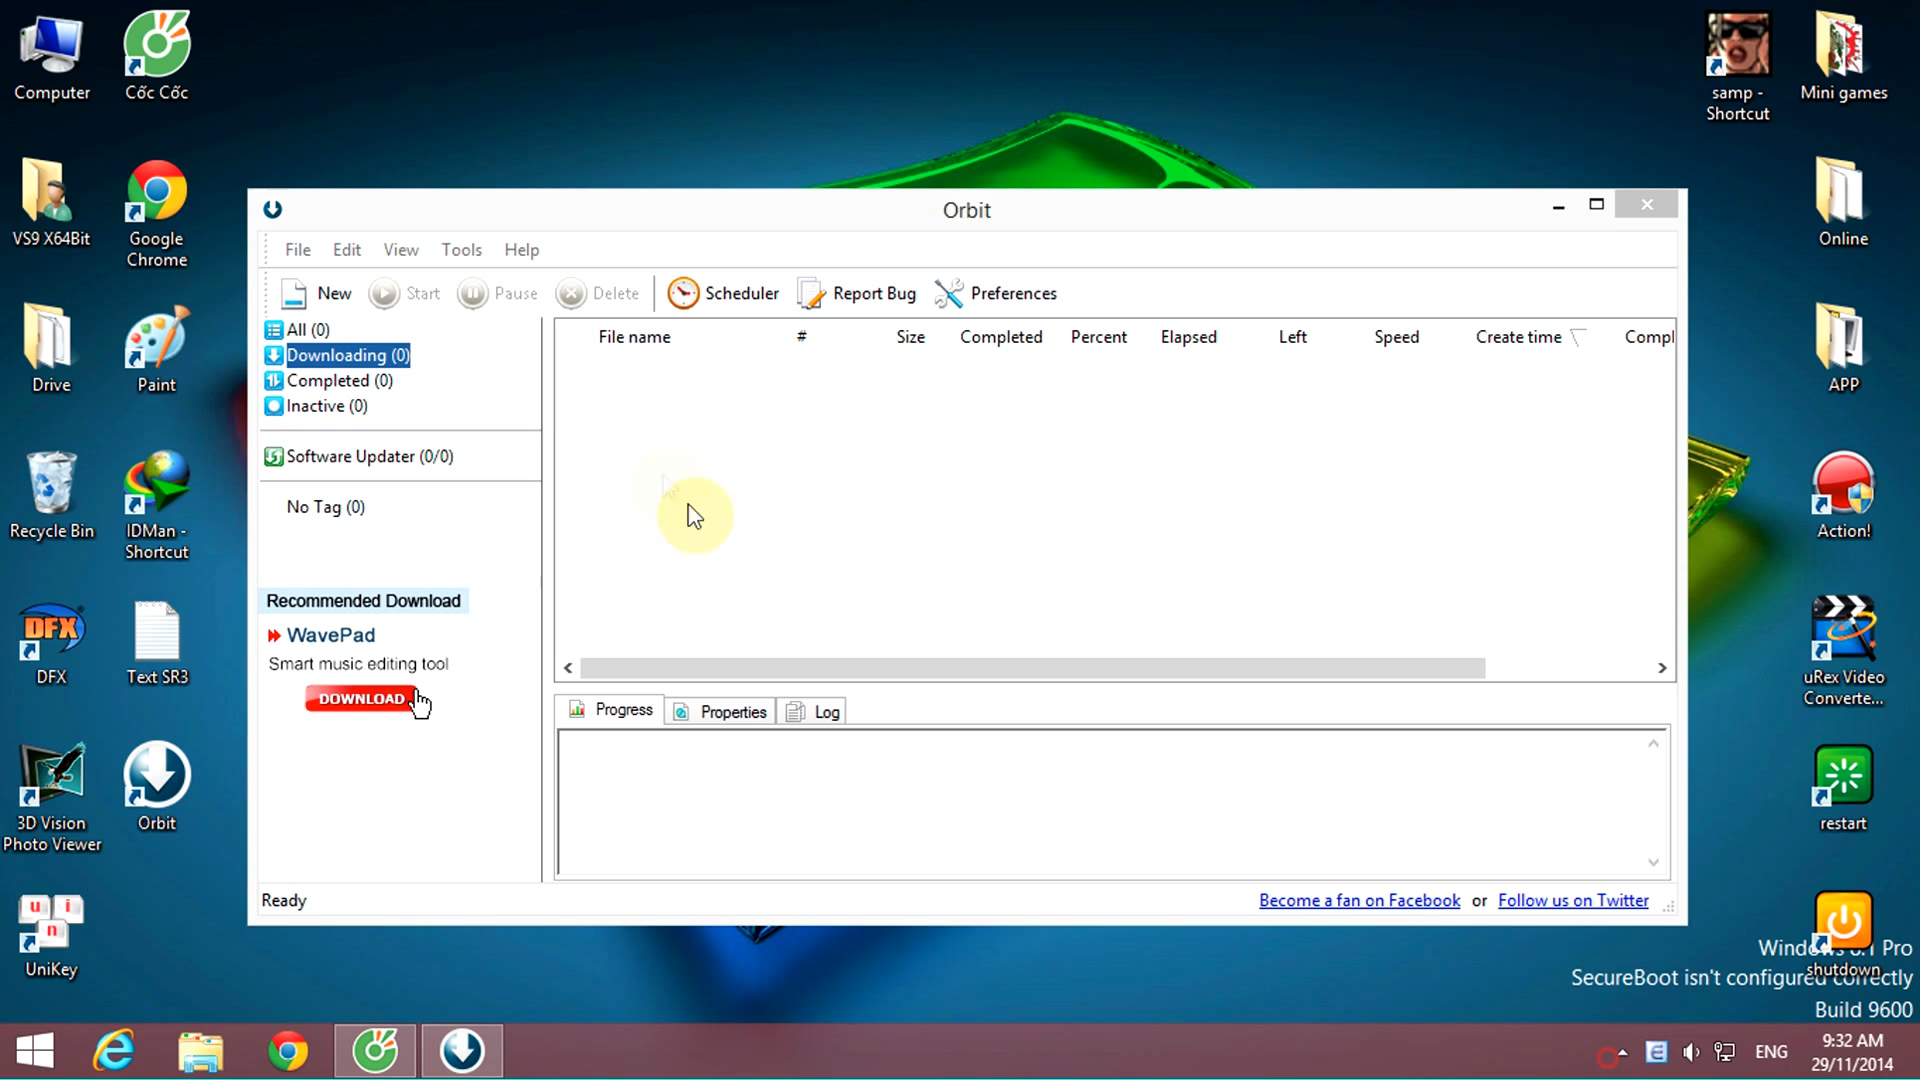 Computer
Cốc Cốc
VS9 X64Bit
Google
Chrome
Drive
Paint
Recycle Bin
IDMan -
Shortcut
DFX
DFX
Text SR3
3D Vision
Photo Viewer
Orbit
u i
n
UniKey
samp -
Shortcut
Mini games
Online
APP
Action!
uRex Video
Converte...
restart
shutdown
Orbit
File Edit View Tools Help
New Start Pause Delete Scheduler Report Bug Preferences
All (0)
Downloading (0)
Completed (0)
Inactive (0)
Software Updater (0/0)
No Tag (0)
Recommended Download
WavePad
Smart music editing tool
DOWNLOAD
File name # Size Completed Percent Elapsed Left Speed Create time Compl
Progress Properties Log
Ready
Become a fan on Facebook or Follow us on Twitter
Windows 8.1 Pro
SecureBoot isn't configured correctly
Build 9600
ENG
9:32 AM
29/11/2014